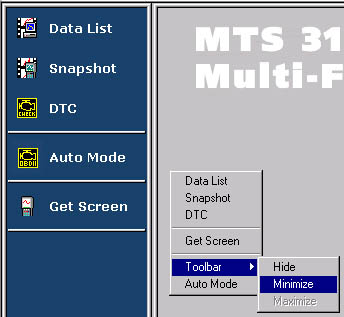 Data List
Snapshot
CHECK
DTC
OBDII
Auto Mode
Get Screen
MTS 31
Multi-F
Data List
Snapshot
DTC
Get Screen
Toolbar
Auto Mode
Hide
Minimize
Maximize